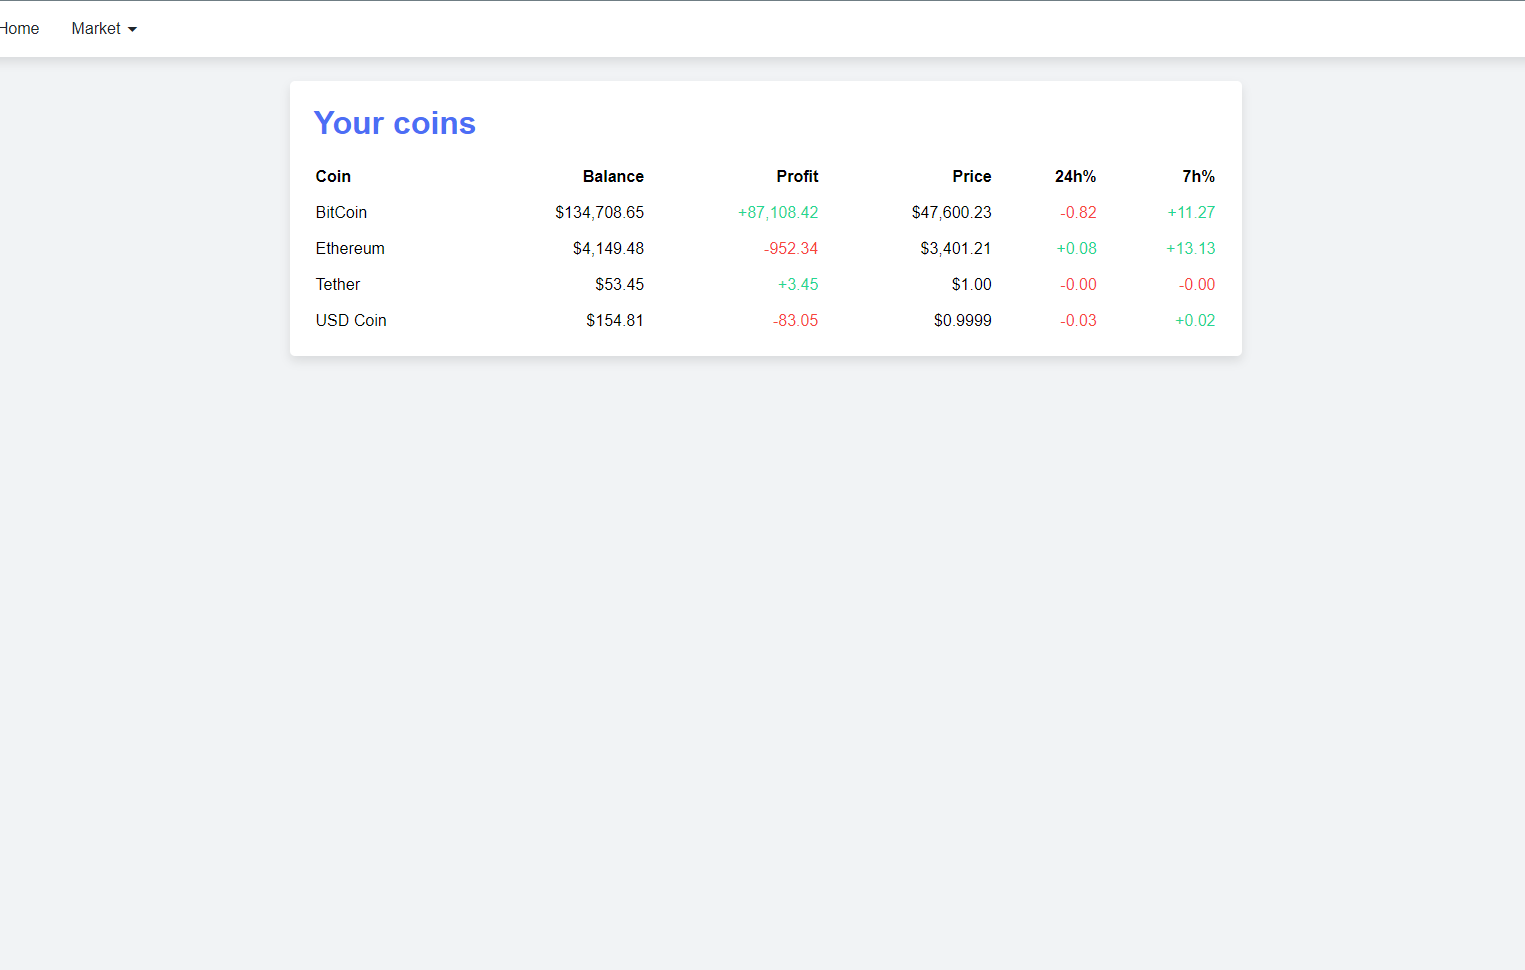 Home Market
Your coins
Coin Balance Profit Price 24h% 7h%
BitCoin $134,708.65 +87,108.42 $47,600.23 -0.82 +11.27
Ethereum $4,149.48 -952.34 $3,401.21 +0.08 +13.13
Tether $53.45 +3.45 $1.00 -0.00 -0.00
USD Coin $154.81 -83.05 $0.9999 -0.03 +0.02